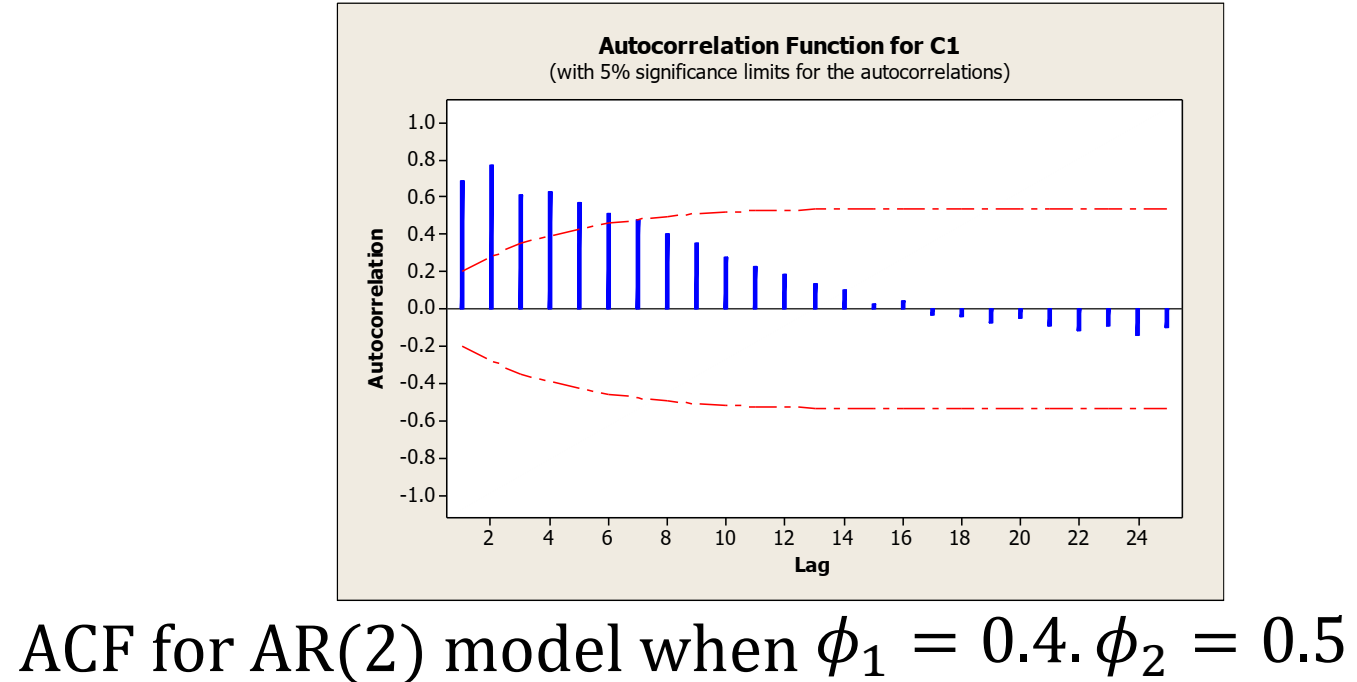 Autocorrelation Function for C1
(with 5% significance limits for the autocorrelations)
1.0
0.8
0.6
0.4
0.2
0.0
-0.2
-0.4
-0.6
-0.8
-1.0
Autocorrelation
2 4 6 8 10 12 14 16 18 20 22 24
Lag
ACF for AR(2) model when ϕ₁ = 0.4. ϕ₂ = 0.5